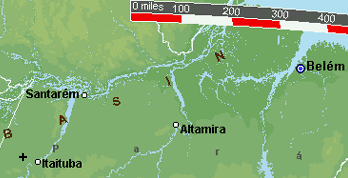 0 miles 100 200 300 400
Belém
Santarém
B A S I N
Altamira
Itaituba
p a r á